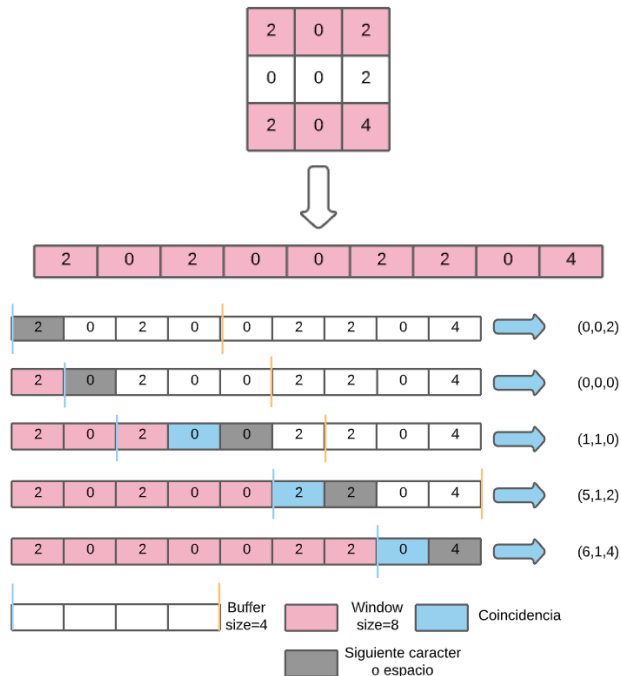 2 0 2
0 0 2
2 0 4
2 0 2 0 0 2 2 0 4
2 0 2 0 0 2 2 0 4 (0,0,2)
2 0 2 0 0 2 2 0 4 (0,0,0)
2 0 2 0 0 2 2 0 4 (1,1,0)
2 0 2 0 0 2 2 0 4 (5,1,2)
2 0 2 0 0 2 2 0 4 (6,1,4)
Buffer
size=4
Window
size=8
Coincidencia
Siguiente caracter
o espacio